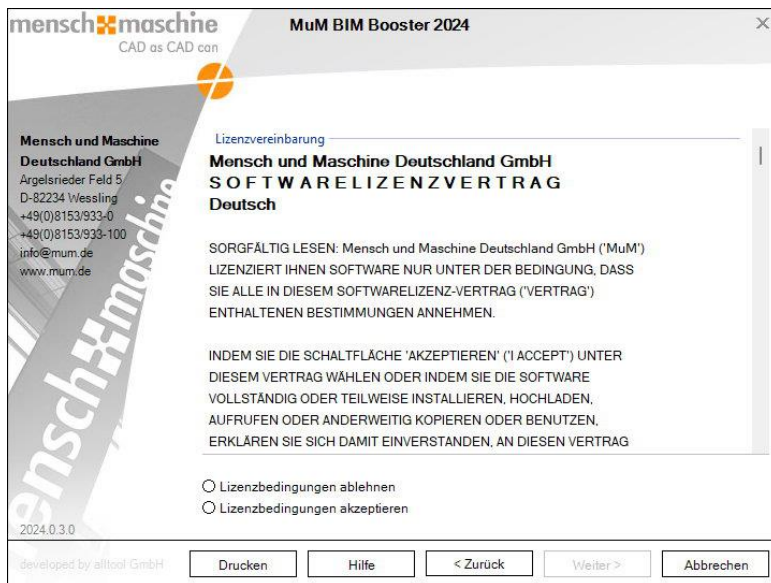 mensch maschine
CAD as CAD can
MuM BIM Booster 2024
Mensch und Maschine
Deutschland GmbH
Argelsrieder Feld 5
D-82234 Wessling
+49(0)8153/933-0
+49(0)8153/933-100
info@mum.de
www.mum.de
mensch maschine
2024.0.3.0
developed by alltool GmbH
Lizenzvereinbarung
Mensch und Maschine Deutschland GmbH
S O F T W A R E L I Z E N Z V E R T R A G
Deutsch
SORGFÄLTIG LESEN: Mensch und Maschine Deutschland GmbH ('MuM')
LIZENZIERT IHNEN SOFTWARE NUR UNTER DER BEDINGUNG, DASS
SIE ALLE IN DIESEM SOFTWARELIZENZ-VERTRAG ('VERTRAG')
ENTHALTENEN BESTIMMUNGEN ANNEHMEN.
INDEM SIE DIE SCHALTFLÄCHE 'AKZEPTIEREN' ('I ACCEPT') UNTER
DIESEM VERTRAG WÄHLEN ODER INDEM SIE DIE SOFTWARE
VOLLSTÄNDIG ODER TEILWEISE INSTALLIEREN, HOCHLADEN,
AUFRUFEN ODER ANDERWEITIG KOPIEREN ODER BENUTZEN,
ERKLÄREN SIE SICH DAMIT EINVERSTANDEN, AN DIESEN VERTRAG
Lizenzbedingungen ablehnen
Lizenzbedingungen akzeptieren
Drucken
Hilfe
< Zurück
Weiter >
Abbrechen